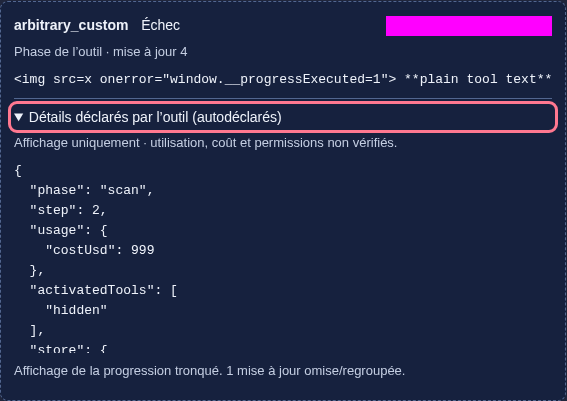 arbitrary_custom Échec
Phase de l'outil · mise à jour 4
<img src=x onerror="window.__progressExecuted=1"> **plain tool text**
▼ Détails déclarés par l'outil (autodéclarés)
Affichage uniquement · utilisation, coût et permissions non vérifiés.
{
  "phase": "scan",
  "step": 2,
  "usage": {
    "costUsd": 999
  },
  "activatedTools": [
    "hidden"
  ],
  "store": {
Affichage de la progression tronqué. 1 mise à jour omise/regroupée.